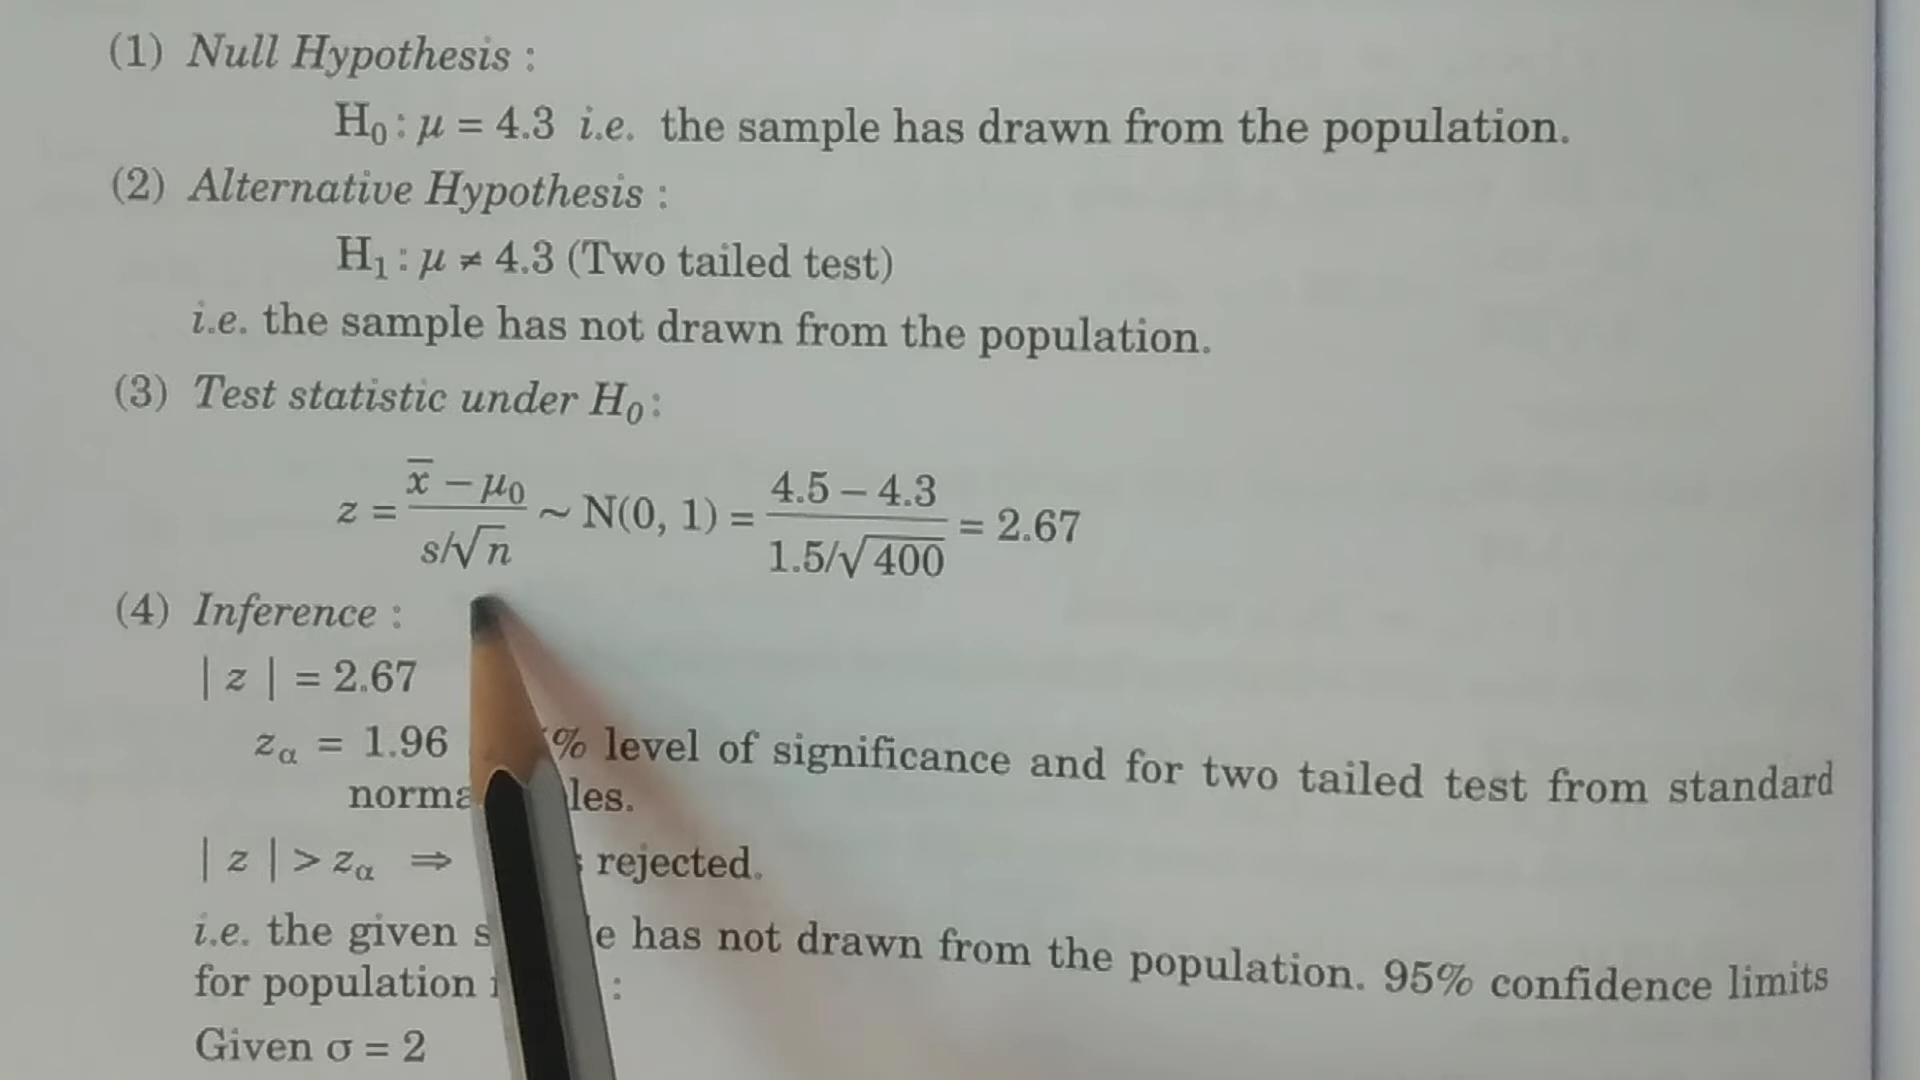 (1) Null Hypothesis :
H₀ : μ = 4.3 i.e. the sample has drawn from the population.
(2) Alternative Hypothesis :
H₁ : μ ≠ 4.3 (Two tailed test)
i.e. the sample has not drawn from the population.
(3) Test statistic under H₀ :
z = (x̅ – μ₀)/(s/√n) ~ N(0, 1) = (4.5 – 4.3)/(1.5/√400) = 2.67
(4) Inference :
| z | = 2.67
zα = 1.96 % level of significance and for two tailed test from standard
| z | > zα ⇒ rejected.
i.e. the given has not drawn from the population. 95% confidence limits
for population :
Given σ = 2